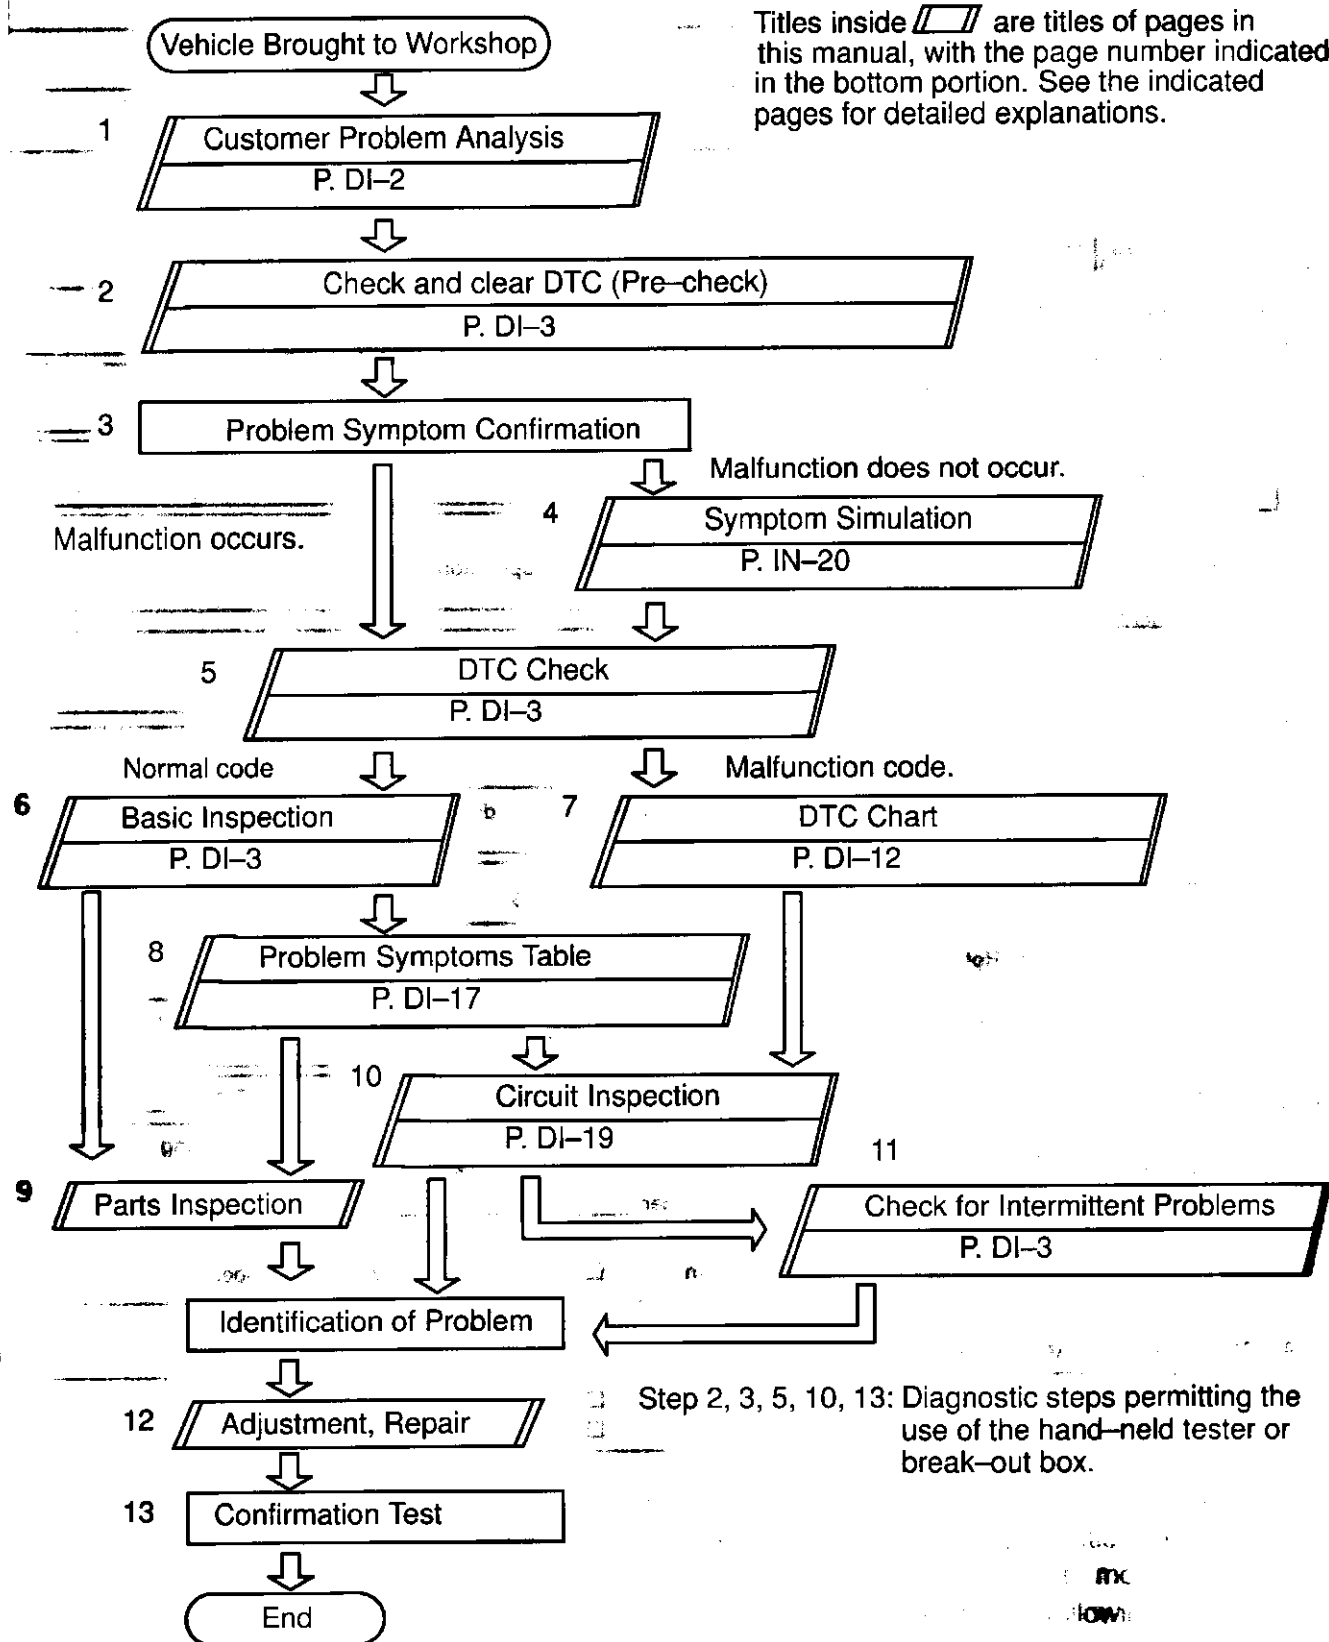 Vehicle Brought to Workshop
Titles inside are titles of pages in
this manual, with the page number indicated
in the bottom portion. See the indicated
pages for detailed explanations.
1
Customer Problem Analysis
P. DI–2
2
Check and clear DTC (Pre–check)
P. DI–3
3
Problem Symptom Confirmation
Malfunction does not occur.
Malfunction occurs.
4
Symptom Simulation
P. IN–20
5
DTC Check
P. DI–3
Normal code
Malfunction code.
6
Basic Inspection
P. DI–3
7
DTC Chart
P. DI–12
8
Problem Symptoms Table
P. DI–17
10
Circuit Inspection
P. DI–19
11
9
Parts Inspection
Check for Intermittent Problems
P. DI–3
Identification of Problem
Step 2, 3, 5, 10, 13: Diagnostic steps permitting the
use of the hand–neld tester or
break–out box.
12
Adjustment, Repair
13
Confirmation Test
End